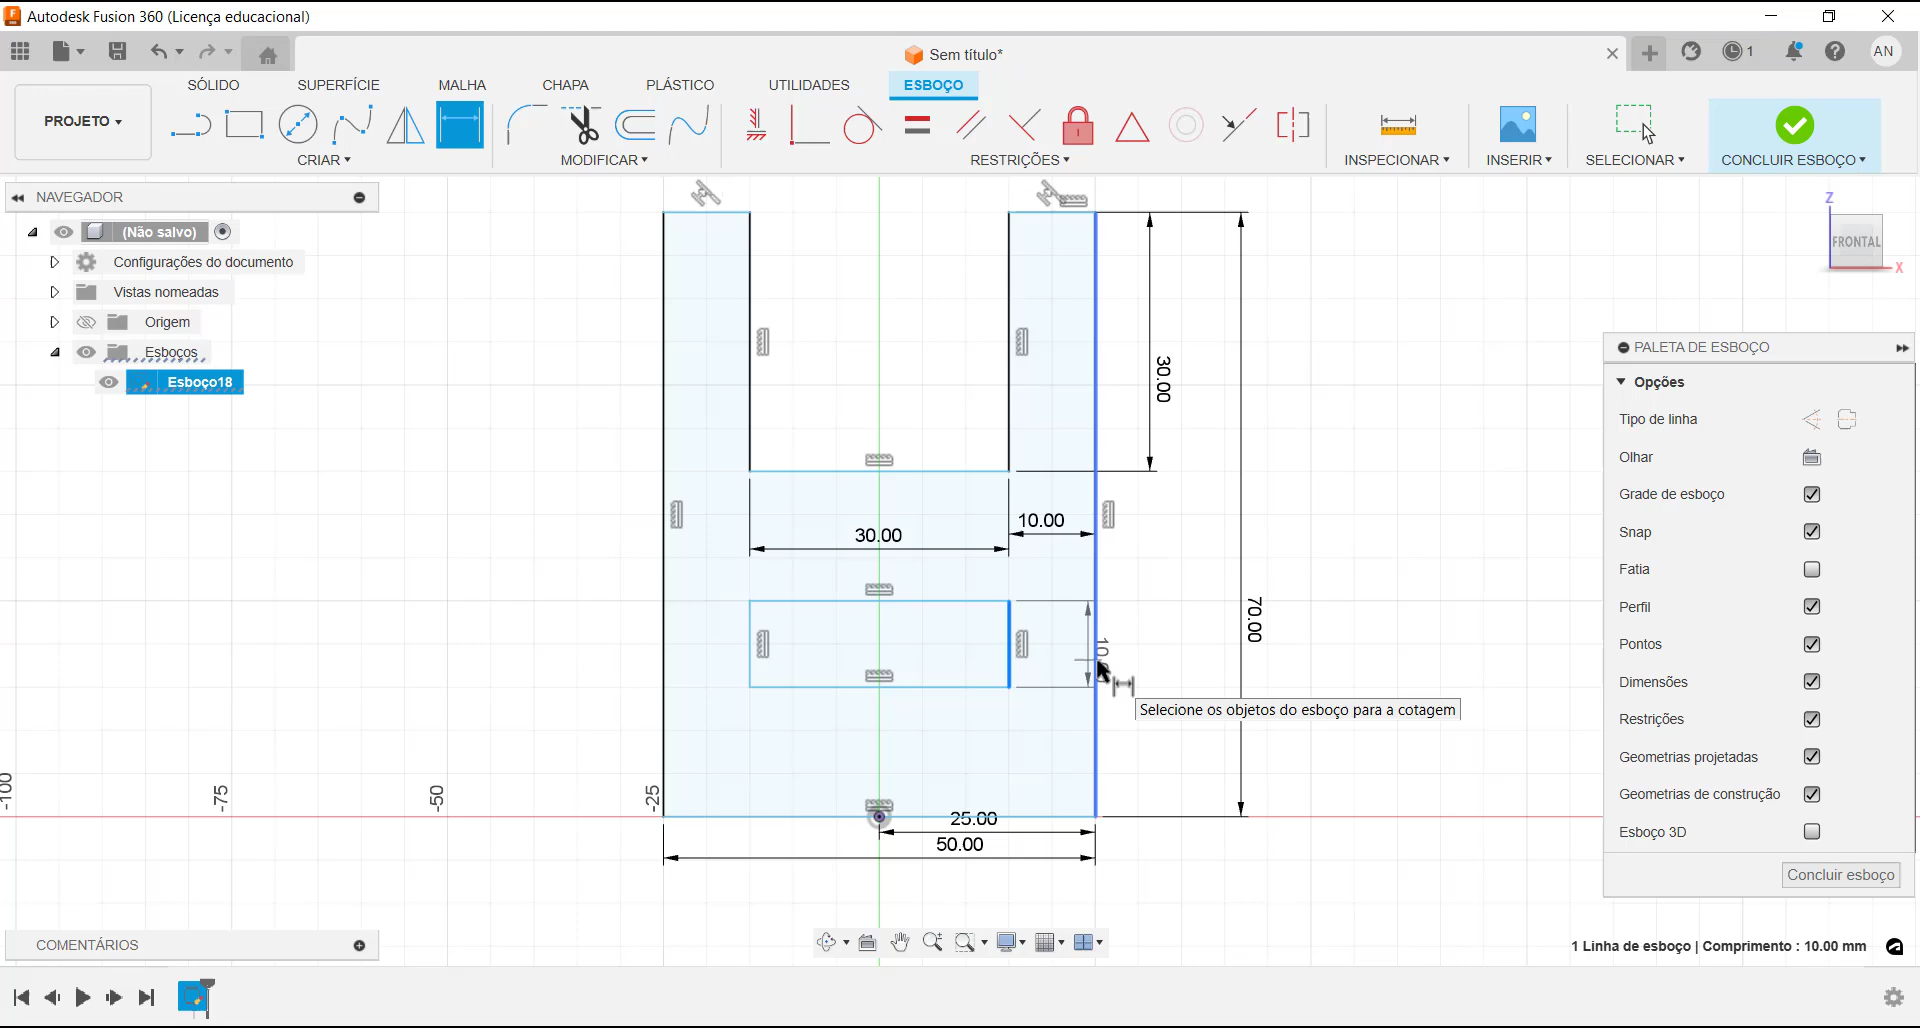 Autodesk Fusion 360 (Licença educacional)
Sem título*
1
AN
PROJETO
SÓLIDO
SUPERFÍCIE
MALHA
CHAPA
PLÁSTICO
UTILIDADES
ESBOÇO
CRIAR
MODIFICAR
RESTRIÇÕES
INSPECIONAR
INSERIR
SELECIONAR
CONCLUIR ESBOÇO
NAVEGADOR
(Não salvo)
Configurações do documento
Vistas nomeadas
Origem
Esboços
Esboço18
Z
FRONTAL
X
30.00
10.00
30.00
70.00
Selecione os objetos do esboço para a cotagem
-100
-75
-50
-25
25.00
50.00
PALETA DE ESBOÇO
Opções
Tipo de linha
Olhar
Grade de esboço
Snap
Fatia
Perfil
Pontos
Dimensões
Restrições
Geometrias projetadas
Geometrias de construção
Esboço 3D
Concluir esboço
COMENTÁRIOS
1 Linha de esboço | Comprimento : 10.00 mm